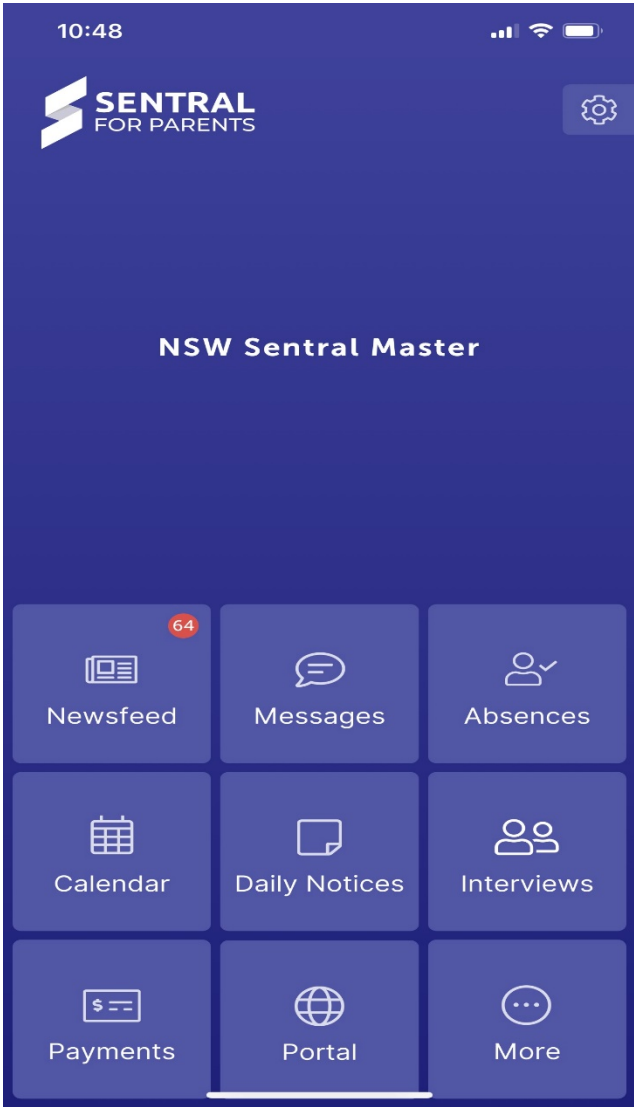 10:48
SENTRAL
FOR PARENTS
NSW Sentral Master
64
Newsfeed
Messages
Absences
Calendar
Daily Notices
Interviews
$
Payments
Portal
More